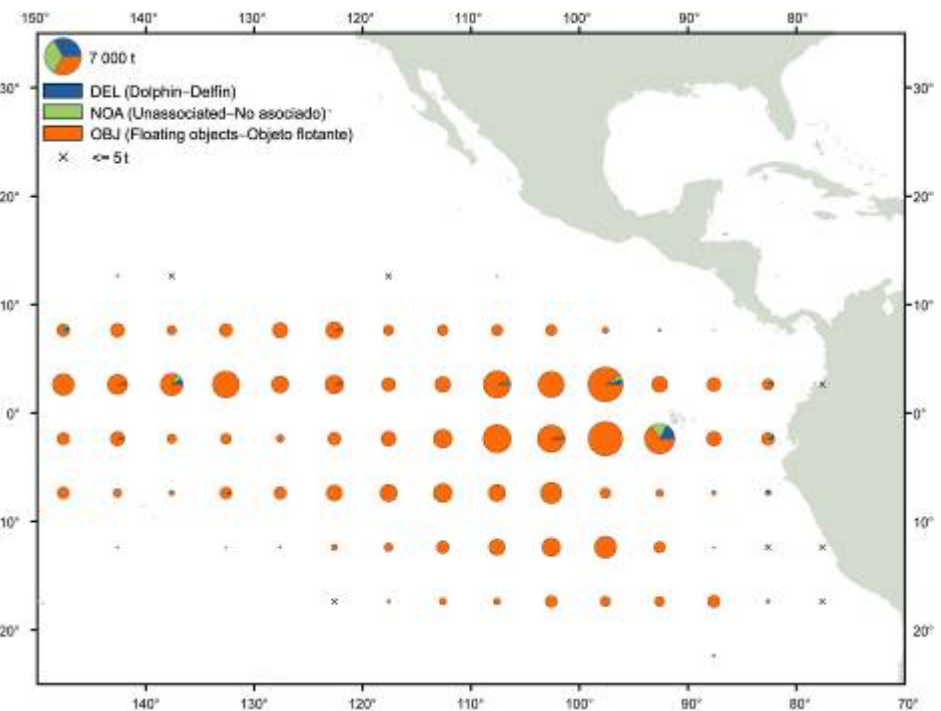 150° 140° 130° 120° 110° 100° 90° 80°
7 000 t
DEL (Dolphin–Delfín)
NOA (Unassociated–No asociado)
OBJ (Floating objects–Objeto flotante)
<= 5 t
30° 30°
20° 20°
10° 10°
0° 0°
10° 10°
20° 20°
150° 140° 130° 120° 110° 100° 90° 80° 70°